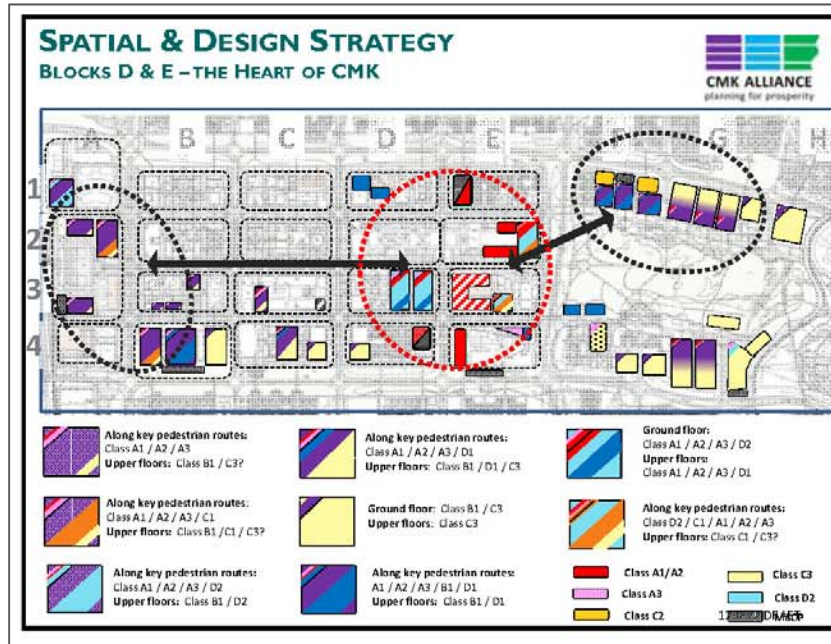 SPATIAL & DESIGN STRATEGY
BLOCKS D & E – THE HEART OF CMK
CMK ALLIANCE
planning for prosperity
A B C D E F G H
1
2
3
4
Along key pedestrian routes:
Class A1 / A2 / A3
Upper floors: Class B1 / C3?
Along key pedestrian routes:
Class A1 / A2 / A3 / D1
Upper floors: Class B1 / D1 / C3
Ground floor:
Class A1 / A2 / A3 / D2
Upper floors:
Class A1 / A2 / A3 / D1
Along key pedestrian routes:
Class A1 / A2 / A3 / C1
Upper floors: Class B1 / C1 / C3?
Ground floor: Class B1 / C3
Upper floors: Class C3
Along key pedestrian routes:
Class D2 / C1 / A1 / A2 / A3
Upper floors: Class C1 / C3?
Along key pedestrian routes:
Class A1 / A2 / A3 / D2
Upper floors: Class B1 / D2
Along key pedestrian routes:
A1 / A2 / A3 / B1 / D1
Upper floors: Class B1 / D1
Class A1/A2
Class C3
Class A3
Class D2
Class C2
MSCP